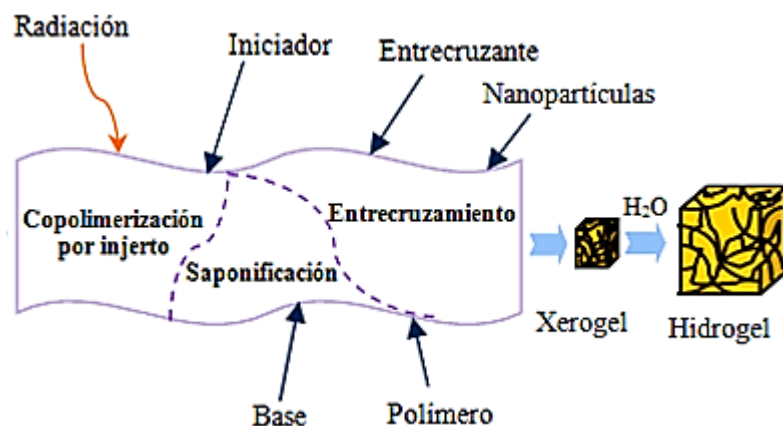 Radiación
Iniciador
Entrecruzante
Nanopartículas
Copolimerización
por injerto
Saponificación
Entrecruzamiento
H₂O
Xerogel
Hidrogel
Base
Polímero